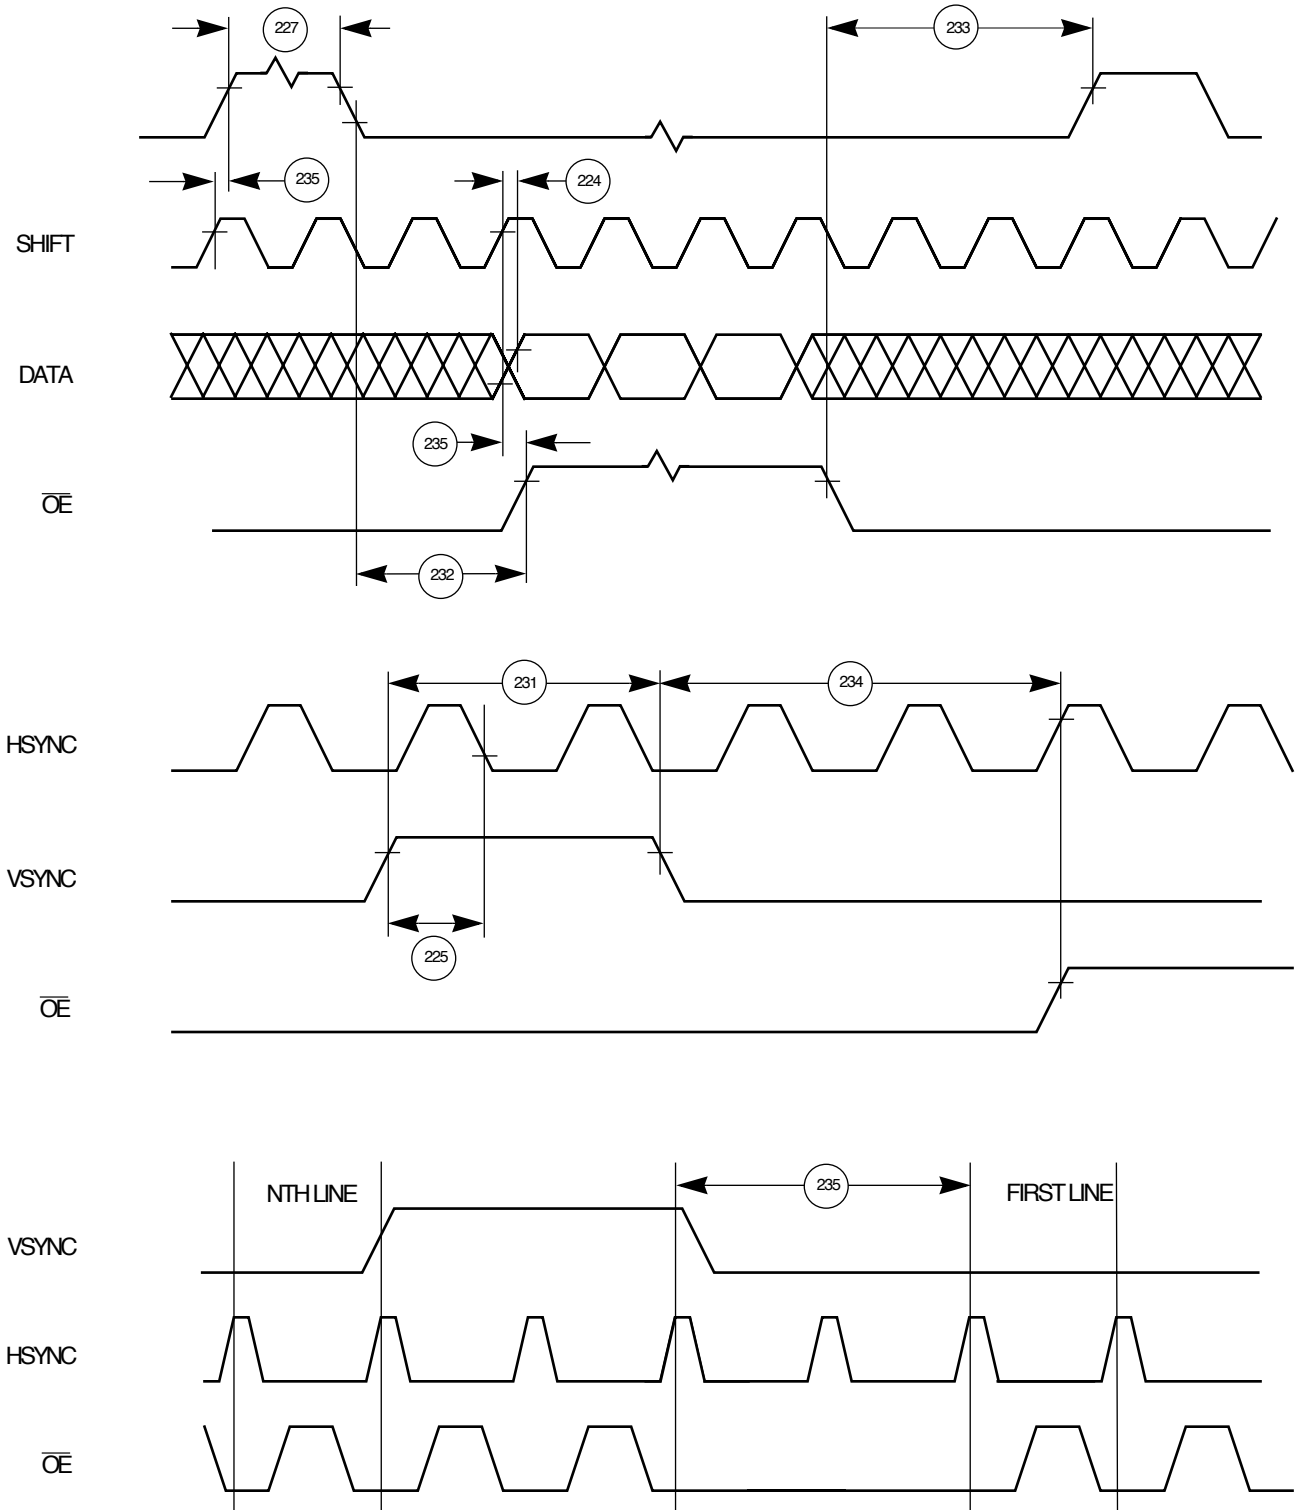 227
233
235
224
SHIFT
DATA
235
OE
232
231
234
HSYNC
VSYNC
225
OE
NTH LINE
235
FIRST LINE
VSYNC
HSYNC
OE